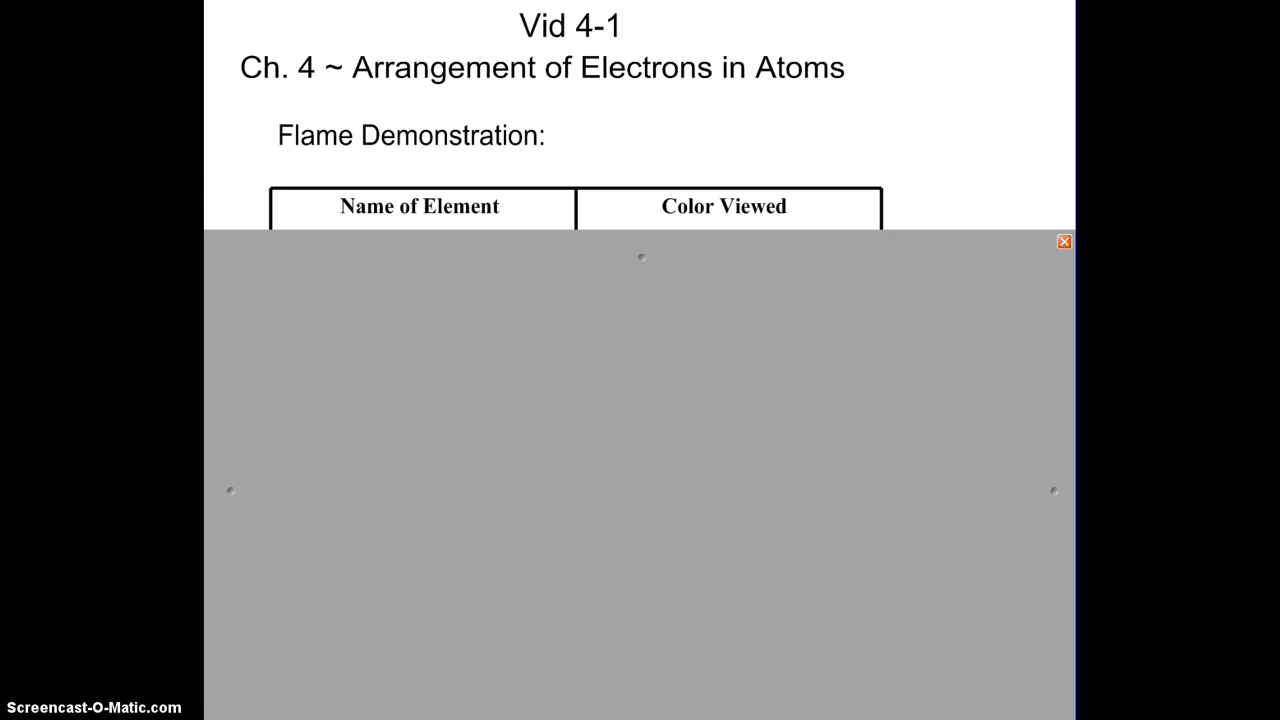 Vid 4-1
Ch. 4 ~ Arrangement of Electrons in Atoms
Flame Demonstration:
Name of Element
Color Viewed
Screencast-O-Matic.com